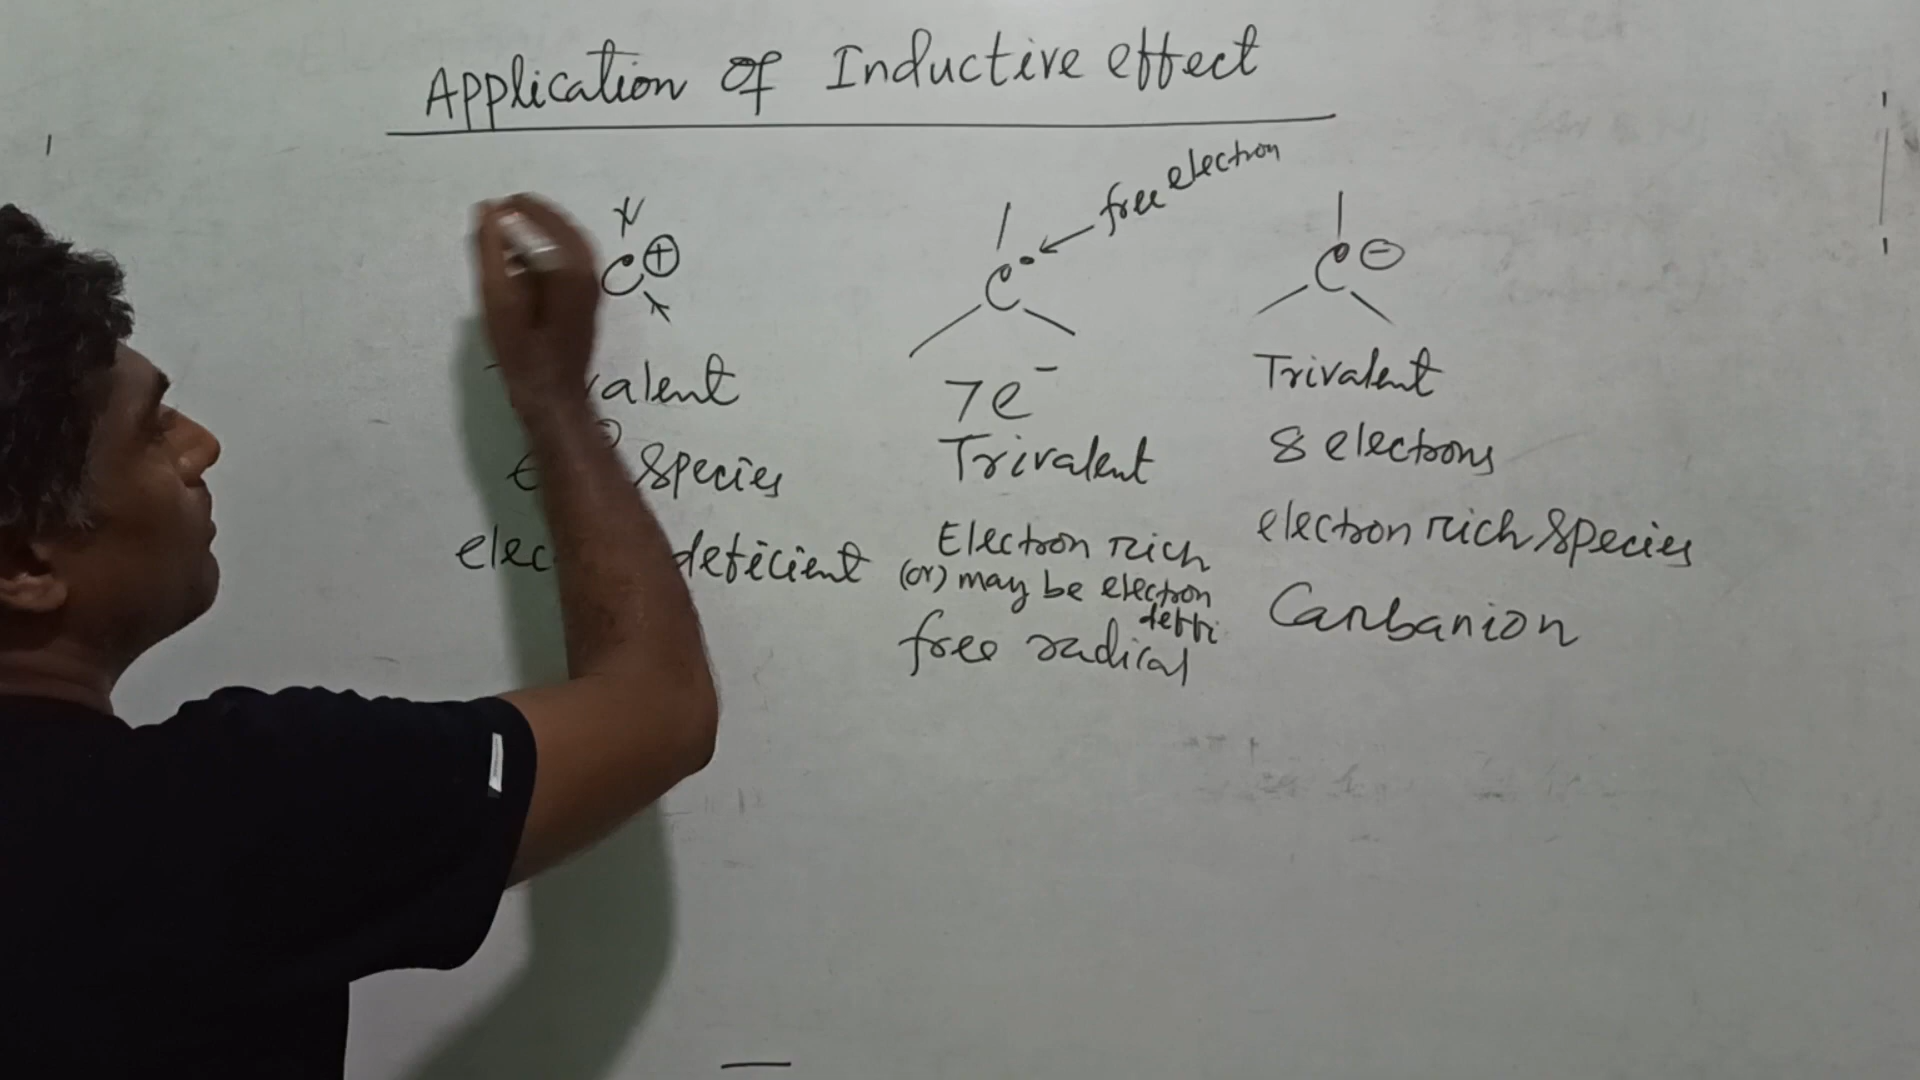 Application of Inductive effect
free electron
C⊕
C•
C⊖
valent
species
deficient
7e⁻
Trivalent
Electron rich
(or) may be electron
deffi
free radical
Trivalent
8 electrons
electron rich species
Carbanion